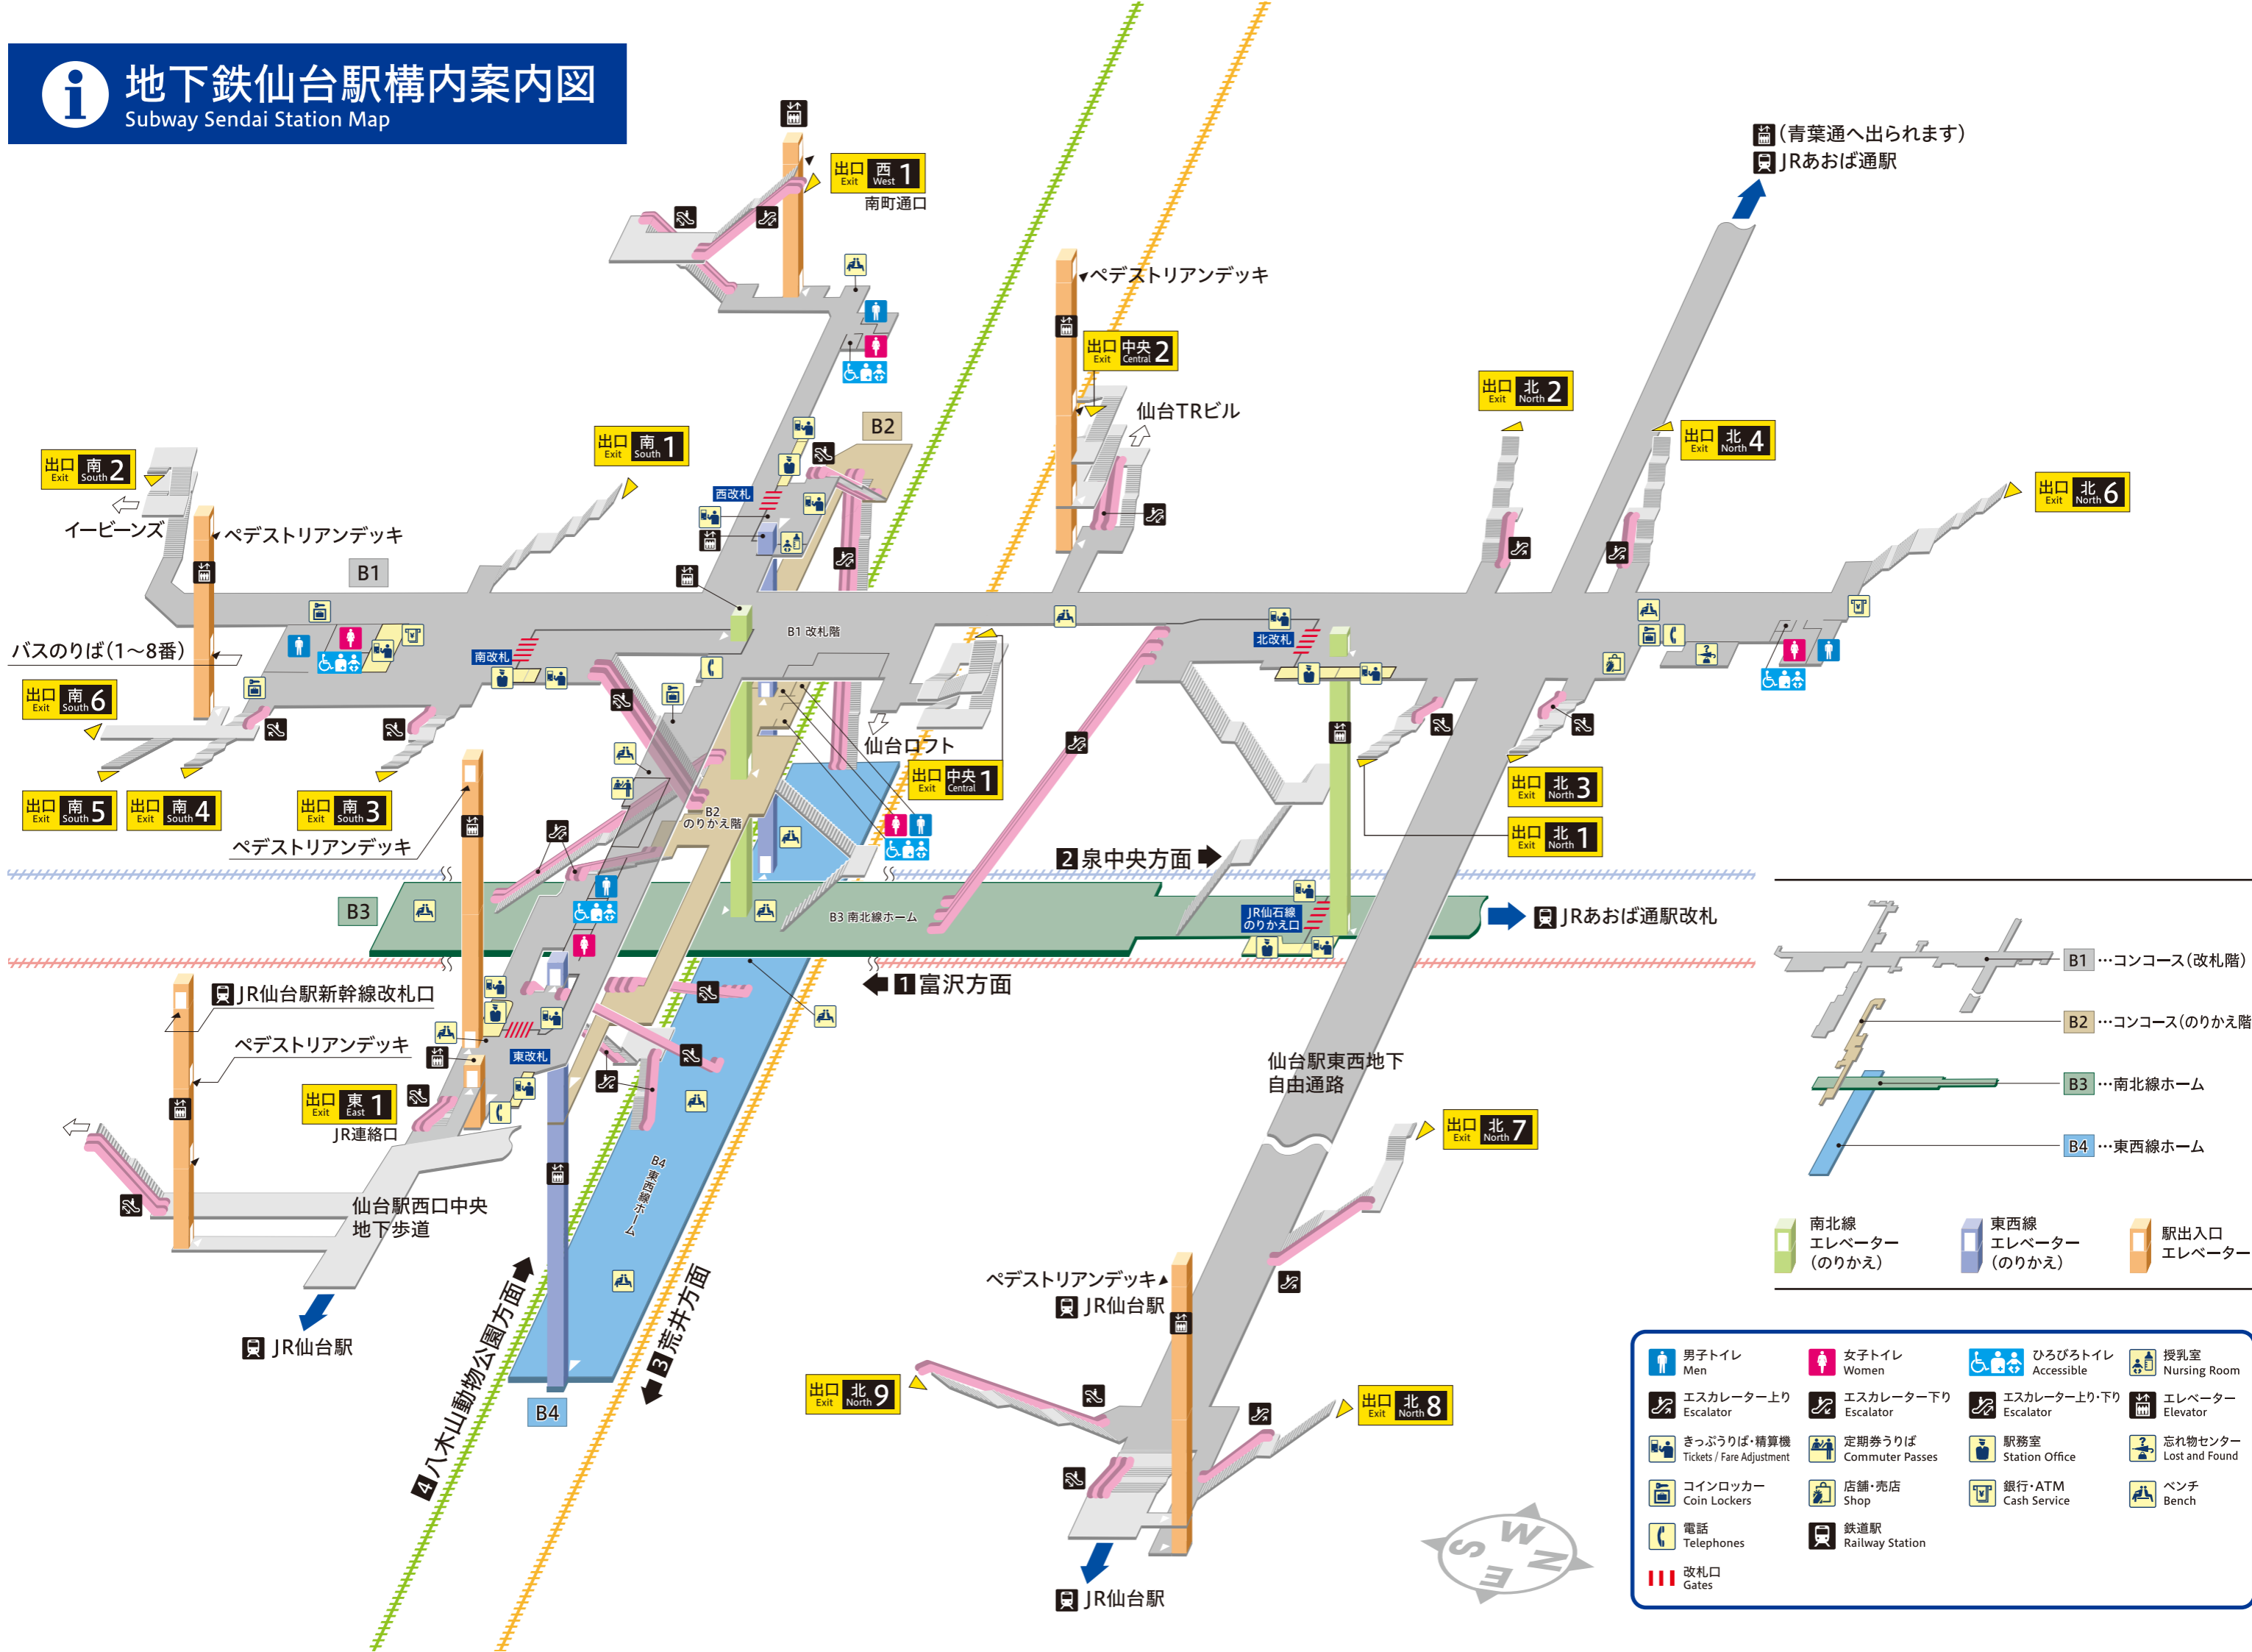 地下鉄仙台駅構内案内図
Subway Sendai Station Map
出口 西 1
Exit West
南町通口
(青葉通へ出られます)
JRあおば通駅
ペデストリアンデッキ
出口 中央 2
Exit Central
仙台TRビル
出口 北 2
Exit North
出口 北 4
Exit North
出口 北 6
Exit North
出口 南 2
Exit South
イービーンズ
ペデストリアンデッキ
出口 南 1
Exit South
B2
西改札
B1
B1 改札階
バスのりば(1〜8番)
南改札
北改札
出口 南 6
Exit South
出口 南 5
Exit South
出口 南 4
Exit South
出口 南 3
Exit South
ペデストリアンデッキ
仙台ロフト
出口 中央 1
Exit Central
B2
のりかえ階
出口 北 3
Exit North
出口 北 1
Exit North
2 泉中央方面
B3
B3 南北線ホーム
JR仙石線
のりかえ口
JRあおば通駅改札
1 富沢方面
JR仙台駅新幹線改札口
ペデストリアンデッキ
東改札
出口 東 1
Exit East
JR連絡口
仙台駅西口中央
地下歩道
JR仙台駅
B4 東西線ホーム
4 八木山動物公園方面
3 荒井方面
B4
仙台駅東西地下
自由通路
出口 北 7
Exit North
ペデストリアンデッキ
JR仙台駅
出口 北 9
Exit North
出口 北 8
Exit North
JR仙台駅
W
N
S
E
B1 …コンコース(改札階)
B2 …コンコース(のりかえ階
B3 …南北線ホーム
B4 …東西線ホーム
南北線
エレベーター
(のりかえ)
東西線
エレベーター
(のりかえ)
駅出入口
エレベーター
男子トイレ
Men
女子トイレ
Women
ひろびろトイレ
Accessible
授乳室
Nursing Room
エスカレーター上り
Escalator
エスカレーター下り
Escalator
エスカレーター上り・下り
Escalator
エレベーター
Elevator
きっぷうりば・精算機
Tickets / Fare Adjustment
定期券うりば
Commuter Passes
駅務室
Station Office
忘れ物センター
Lost and Found
コインロッカー
Coin Lockers
店舗・売店
Shop
銀行・ATM
Cash Service
ベンチ
Bench
電話
Telephones
鉄道駅
Railway Station
改札口
Gates